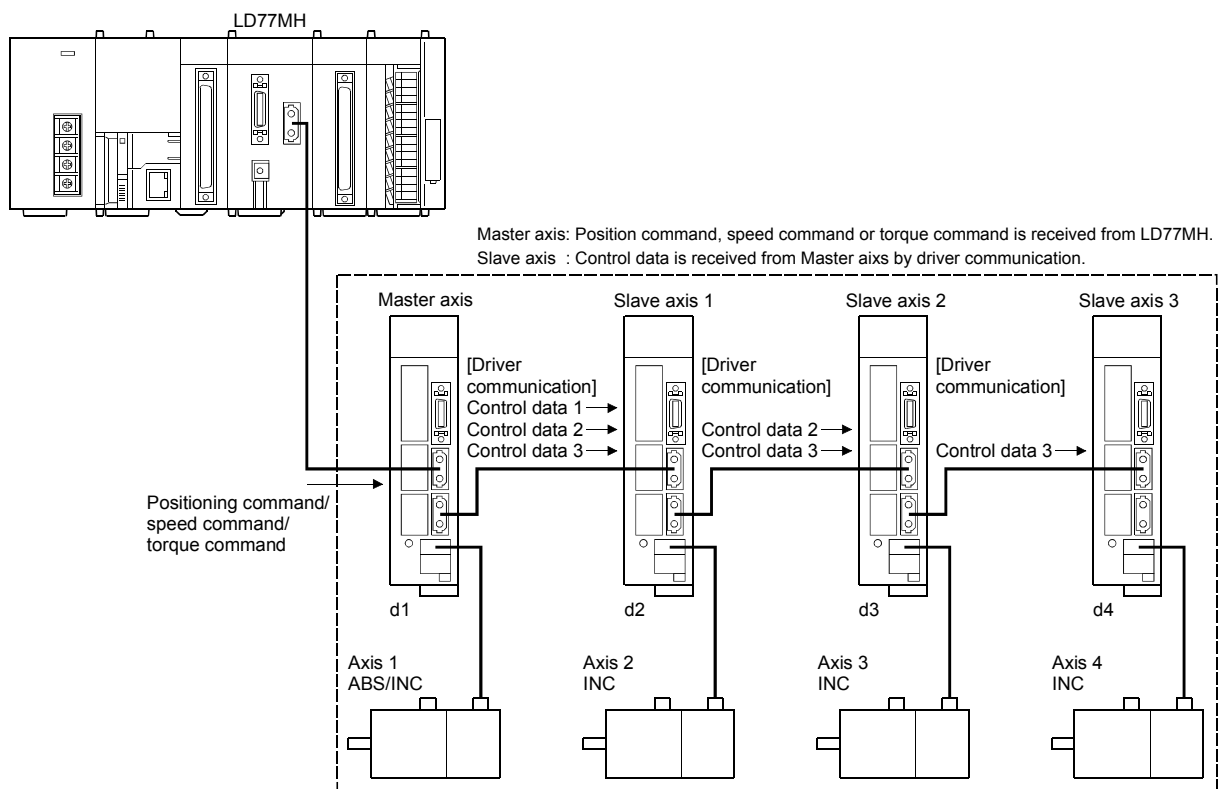 LD77MH
Master axis: Position command, speed command or torque command is received from LD77MH.
Slave axis : Control data is received from Master aixs by driver communication.
Master axis
Slave axis 1
Slave axis 2
Slave axis 3
[Driver
communication]
Control data 1
Control data 2
Control data 3
[Driver
communication]
Control data 2
Control data 3
[Driver
communication]
Control data 3
Positioning command/
speed command/
torque command
d1
d2
d3
d4
Axis 1
ABS/INC
Axis 2
INC
Axis 3
INC
Axis 4
INC